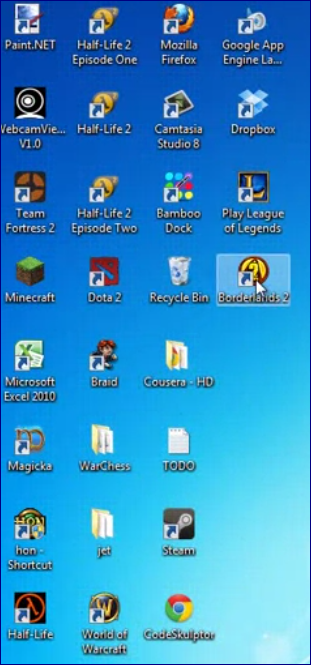 Paint.NET
Half-Life 2
Episode One
Mozilla
Firefox
Google App
Engine La...
WebcamVie...
V1.0
Half-Life 2
Camtasia
Studio 8
Dropbox
Team
Fortress 2
Half-Life 2
Episode Two
Bamboo
Dock
Play League
of Legends
Minecraft
Dota 2
Recycle Bin
Borderlands 2
Microsoft
Excel 2010
Braid
Cousera - HD
Magicka
WarChess
TODO
hon -
Shortcut
jet
Steam
Half-Life
World of
Warcraft
CodeSkulptor